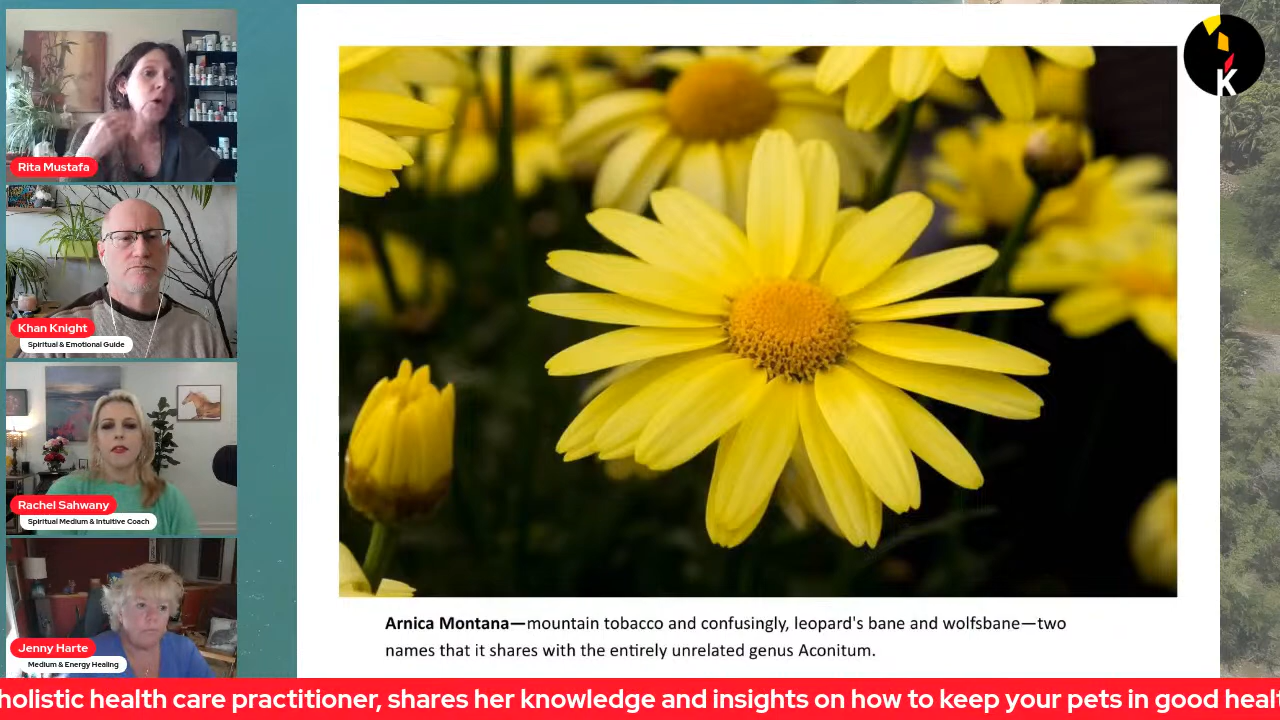 Rita Mustafa
Khan Knight
Spiritual & Emotional Guide
Rachel Sahwany
Spiritual Medium & Intuitive Coach
Jenny Harte
Medium & Energy Healing
K
Arnica Montana—mountain tobacco and confusingly, leopard's bane and wolfsbane—two
names that it shares with the entirely unrelated genus Aconitum.
holistic health care practitioner, shares her knowledge and insights on how to keep your pets in good healt